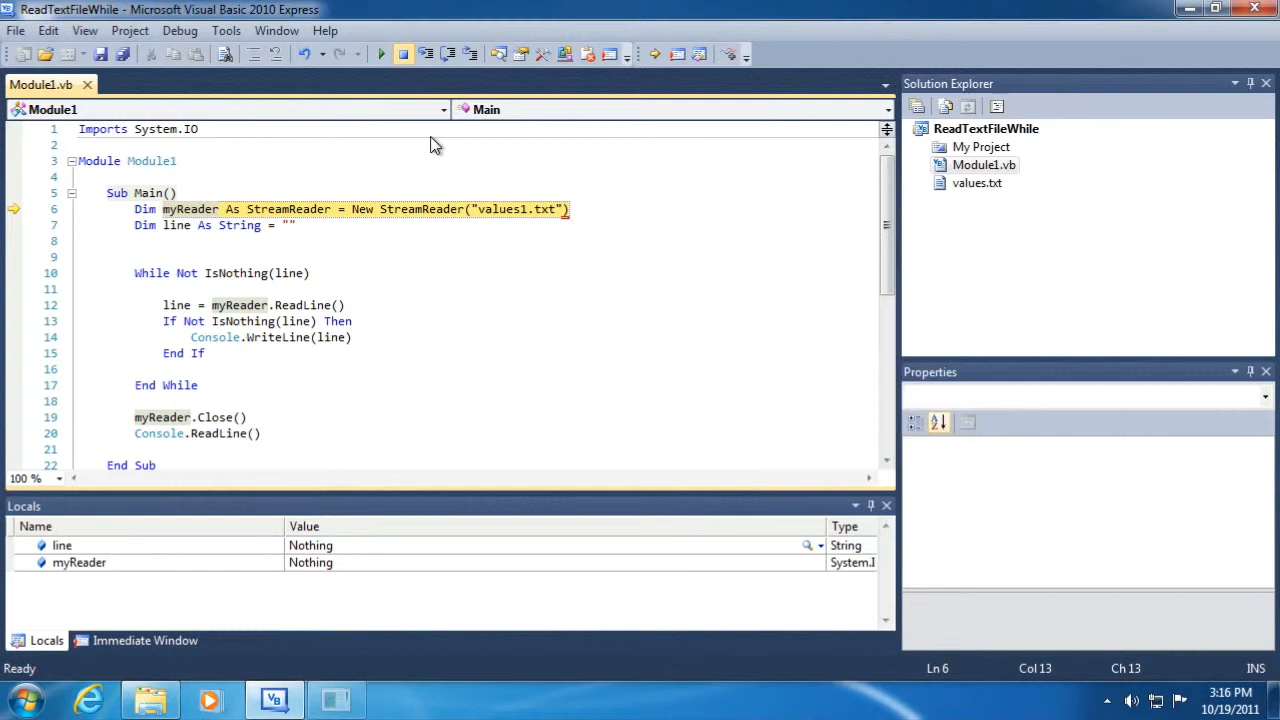 ReadTextFileWhile - Microsoft Visual Basic 2010 Express
File Edit View Project Debug Tools Window Help
Module1.vb
Module1 Main
1 Imports System.IO
2
3 Module Module1
4
5 Sub Main()
6 Dim myReader As StreamReader = New StreamReader("values1.txt")
7 Dim line As String = ""
8
9
10 While Not IsNothing(line)
11
12 line = myReader.ReadLine()
13 If Not IsNothing(line) Then
14 Console.WriteLine(line)
15 End If
16
17 End While
18
19 myReader.Close()
20 Console.ReadLine()
21
22 End Sub
100 %
Solution Explorer
ReadTextFileWhile
My Project
Module1.vb
values.txt
Properties
Locals
Name Value Type
line Nothing String
myReader Nothing System.I
Locals Immediate Window
Ready Ln 6 Col 13 Ch 13 INS
3:16 PM
10/19/2011